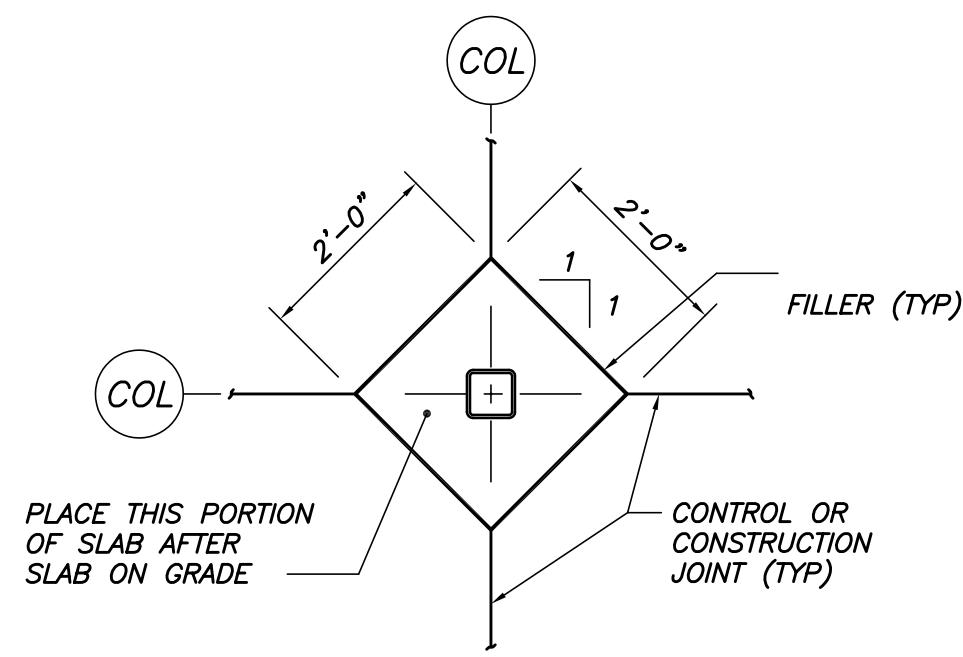 COL
2'-0"
2'-0"
1
1
FILLER (TYP)
COL
PLACE THIS PORTION
OF SLAB AFTER
SLAB ON GRADE
CONTROL OR
CONSTRUCTION
JOINT (TYP)